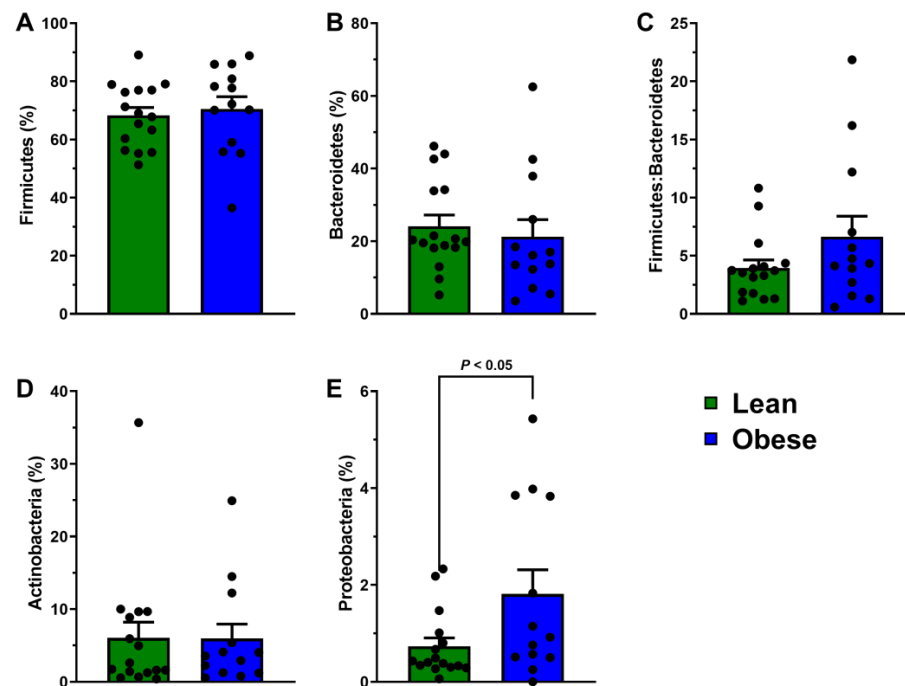 A
Firmicutes (%)
100
80
60
40
20
0
B
Bacteroidetes (%)
80
60
40
20
0
C
Firmicutes:Bacteroidetes
25
20
15
10
5
0
D
Actinobacteria (%)
40
30
20
10
0
E
Proteobacteria (%)
6
4
2
0
P < 0.05
Lean
Obese